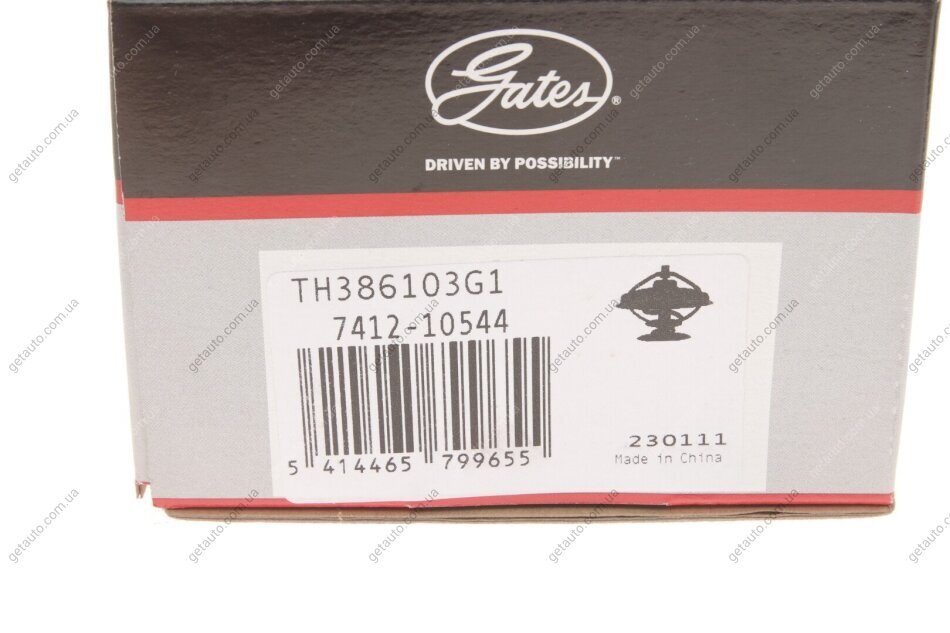 Gates®
DRIVEN BY POSSIBILITY™
TH386103G1
7412-10544
5 414465 799655
230111
Made in China
getauto.com.ua